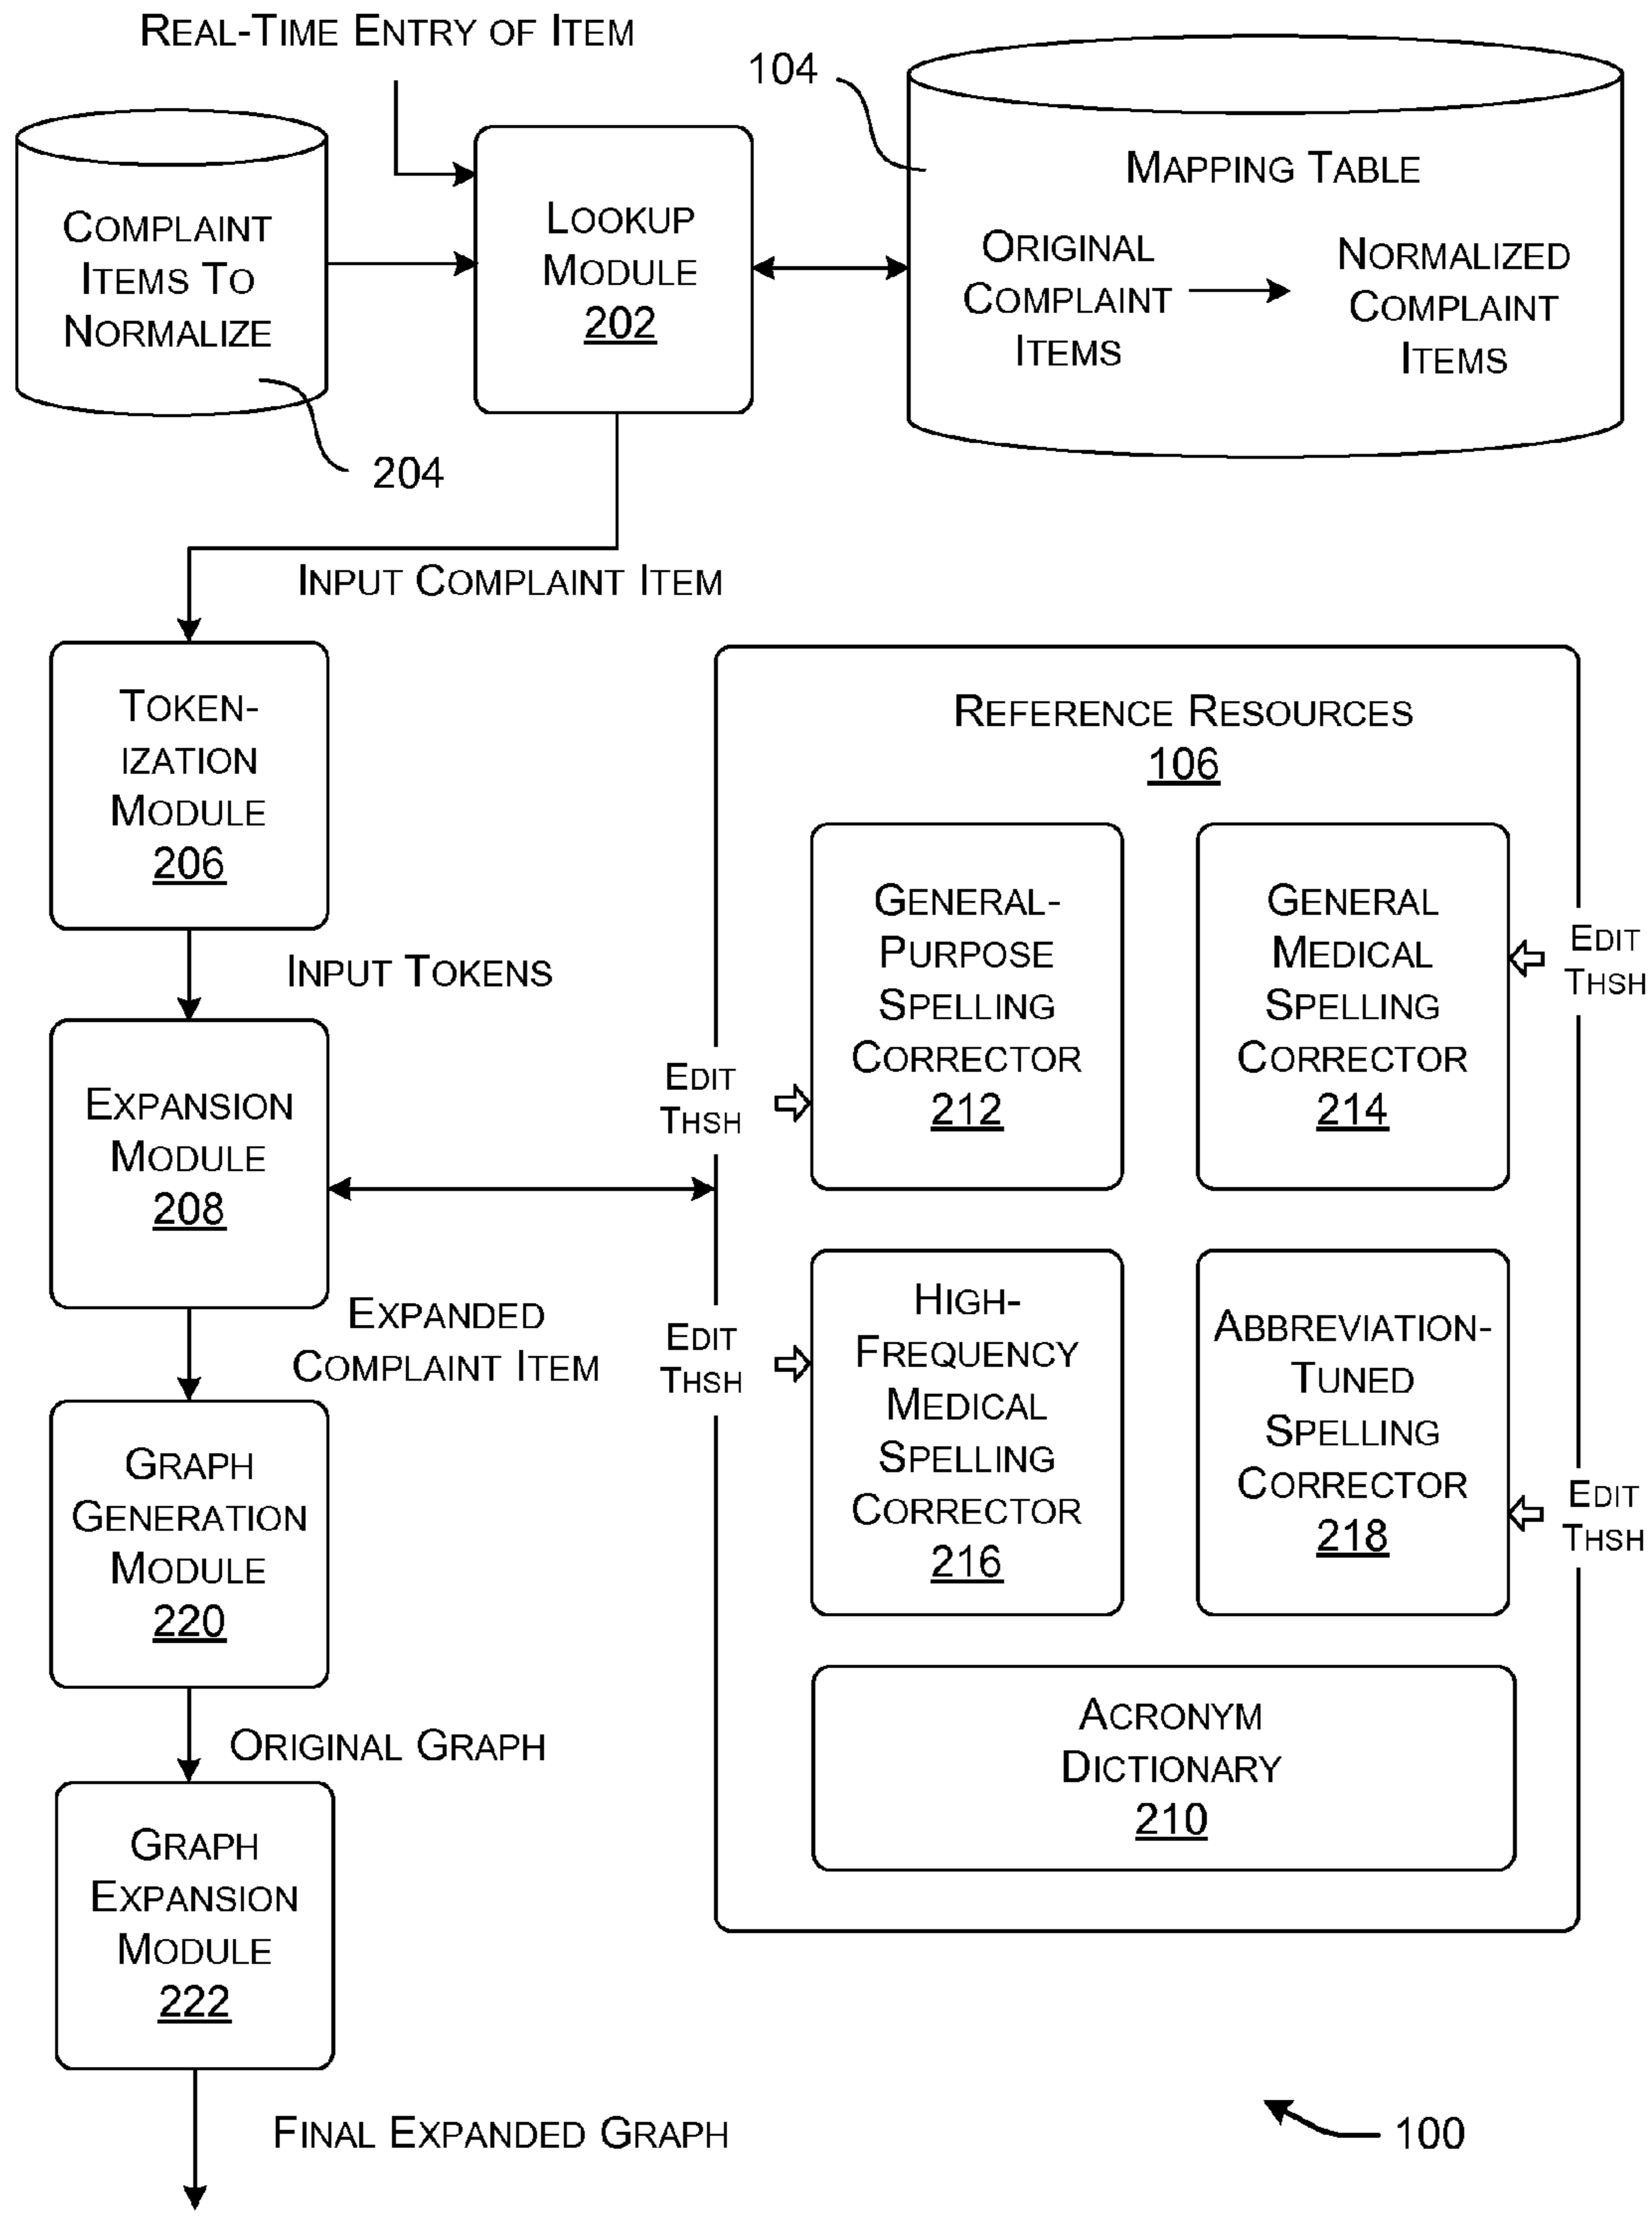 REAL-TIME ENTRY OF ITEM
104
COMPLAINT
ITEMS TO
NORMALIZE
204
LOOKUP
MODULE
202
MAPPING TABLE
ORIGINAL
COMPLAINT
ITEMS
NORMALIZED
COMPLAINT
ITEMS
INPUT COMPLAINT ITEM
TOKEN-
IZATION
MODULE
206
INPUT TOKENS
EXPANSION
MODULE
208
EXPANDED
COMPLAINT ITEM
GRAPH
GENERATION
MODULE
220
ORIGINAL GRAPH
GRAPH
EXPANSION
MODULE
222
FINAL EXPANDED GRAPH
REFERENCE RESOURCES
106
GENERAL-
PURPOSE
SPELLING
CORRECTOR
212
EDIT
THSH
GENERAL
MEDICAL
SPELLING
CORRECTOR
214
EDIT
THSH
HIGH-
FREQUENCY
MEDICAL
SPELLING
CORRECTOR
216
EDIT
THSH
ABBREVIATION-
TUNED
SPELLING
CORRECTOR
218
EDIT
THSH
ACRONYM
DICTIONARY
210
100